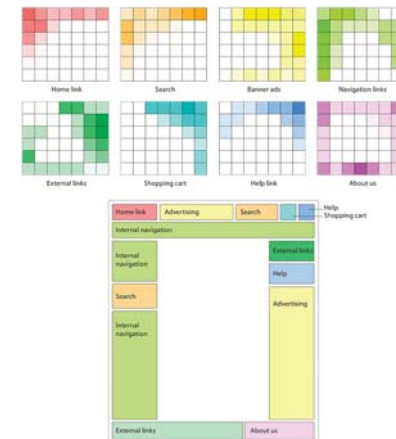 Home link
Search
Banner ads
Navigation links
External links
Shopping cart
Help link
About us
Home link
Advertising
Search
Help
Shopping cart
Internal navigation
Internal
navigation
External links
Help
Search
Advertising
Internal
navigation
External links
About us